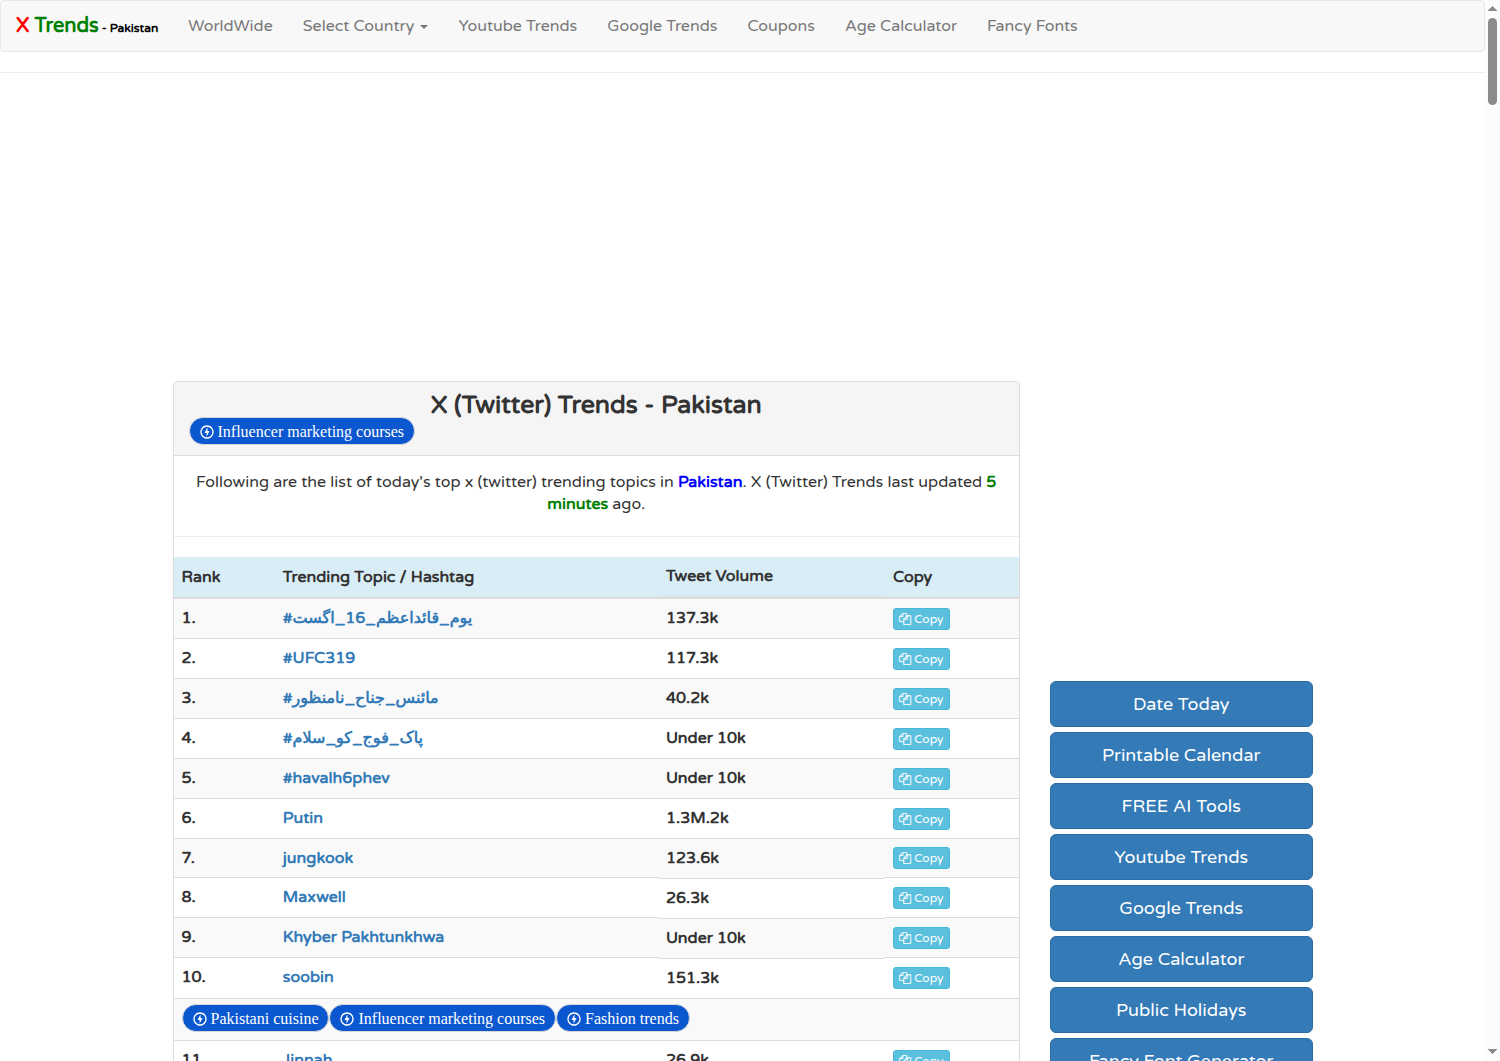 X Trends - Pakistan WorldWide Select Country Youtube Trends Google Trends Coupons Age Calculator Fancy Fonts
X (Twitter) Trends - Pakistan
Influencer marketing courses
Following are the list of today's top x (twitter) trending topics in Pakistan. X (Twitter) Trends last updated 5
minutes ago.
Rank Trending Topic / Hashtag Tweet Volume Copy
1. #یوم_قائداعظم_16_اگست 137.3k Copy
2. #UFC319 117.3k Copy
3. #مائنس_جناح_نامنظور 40.2k Copy
4. #پاک_فوج_کو_سلام Under 10k Copy
5. #havalh6phev Under 10k Copy
6. Putin 1.3M.2k Copy
7. jungkook 123.6k Copy
8. Maxwell 26.3k Copy
9. Khyber Pakhtunkhwa Under 10k Copy
10. soobin 151.3k Copy
Pakistani cuisine Influencer marketing courses Fashion trends
11. Jinnah 26.9k Copy
Date Today
Printable Calendar
FREE AI Tools
Youtube Trends
Google Trends
Age Calculator
Public Holidays
Fancy Font Generator